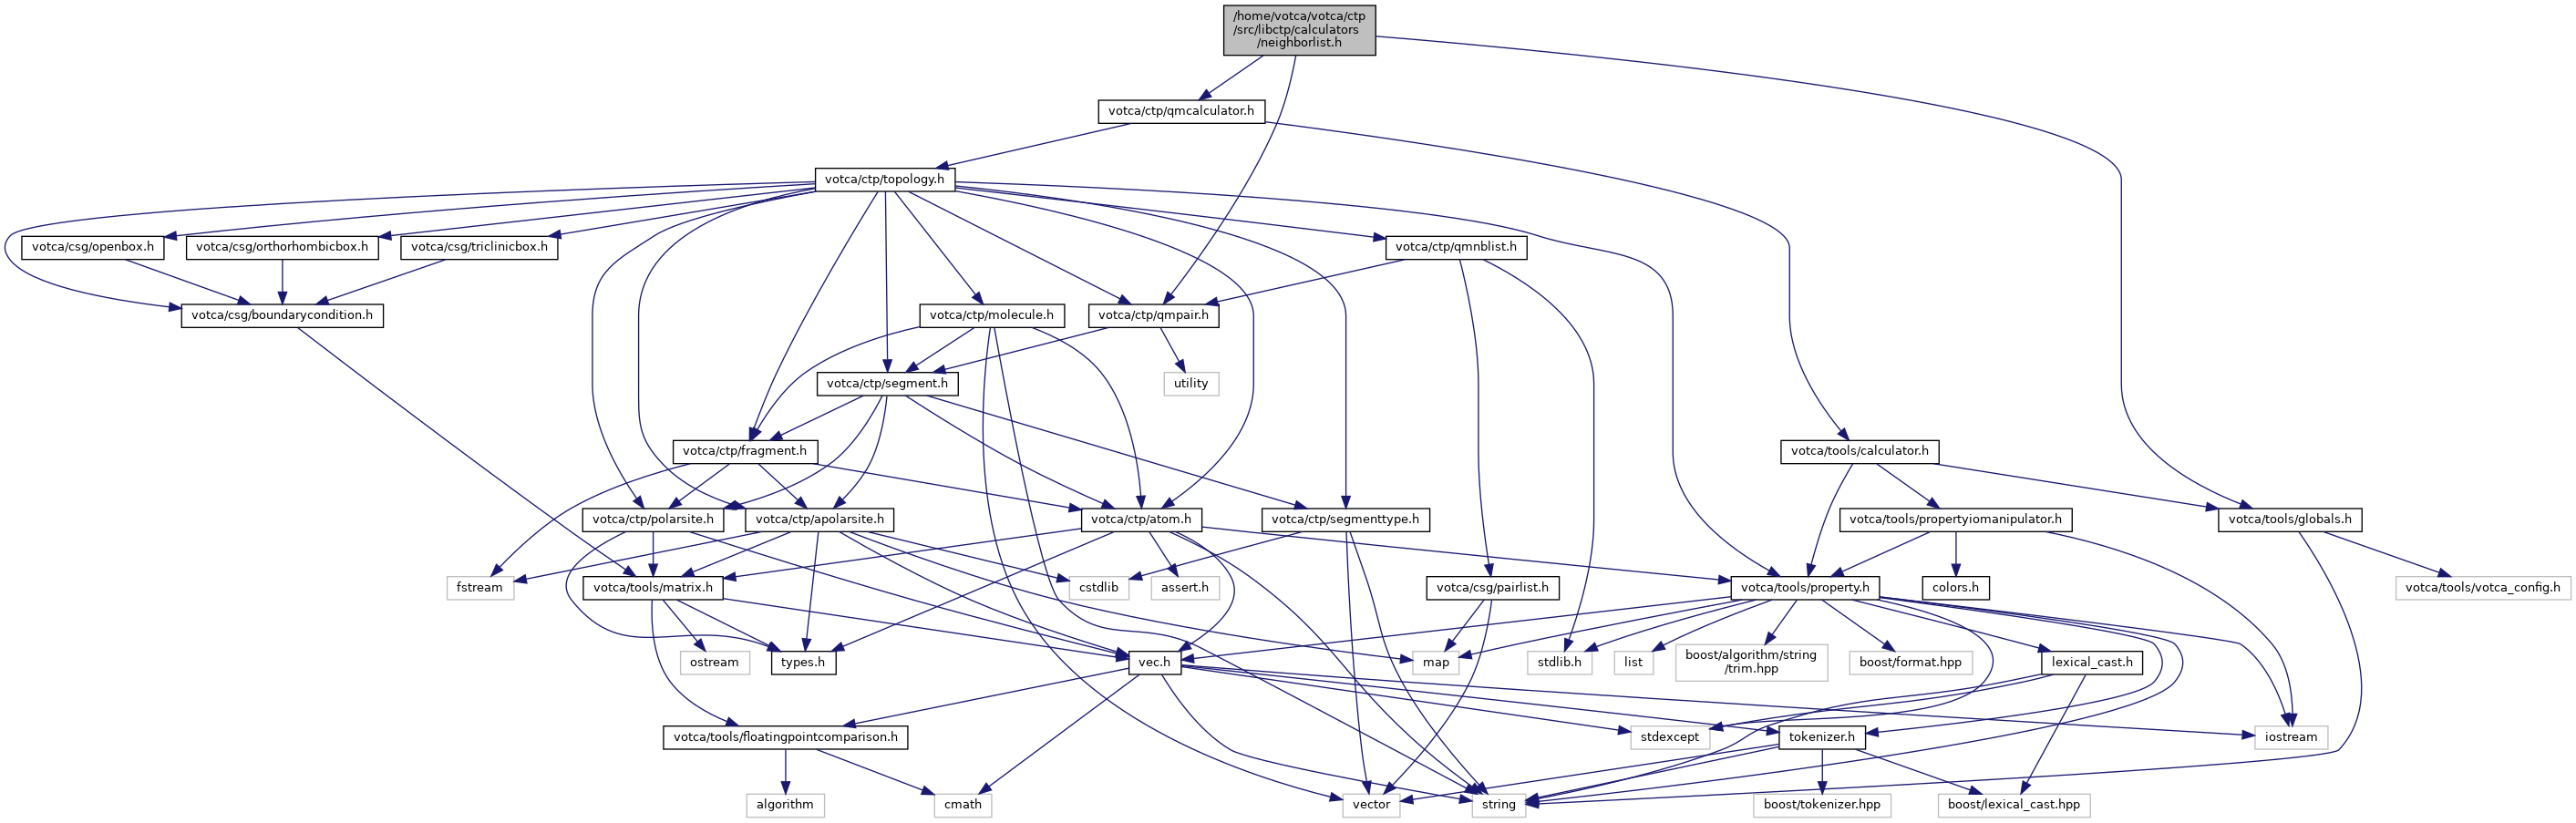 /home/votca/votca/ctp
/src/libctp/calculators
/neighborlist.h
votca/ctp/qmcalculator.h
votca/ctp/topology.h
votca/csg/openbox.h
votca/csg/orthorhombicbox.h
votca/csg/triclinicbox.h
votca/ctp/qmnblist.h
votca/csg/boundarycondition.h
votca/ctp/molecule.h
votca/ctp/qmpair.h
votca/ctp/segment.h
utility
votca/ctp/fragment.h
votca/tools/calculator.h
votca/ctp/polarsite.h
votca/ctp/apolarsite.h
votca/ctp/atom.h
votca/ctp/segmenttype.h
votca/tools/propertyiomanipulator.h
votca/tools/globals.h
fstream
votca/tools/matrix.h
cstdlib
assert.h
votca/csg/pairlist.h
votca/tools/property.h
colors.h
votca/tools/votca_config.h
ostream
types.h
vec.h
map
stdlib.h
list
boost/algorithm/string
/trim.hpp
boost/format.hpp
lexical_cast.h
votca/tools/floatingpointcomparison.h
stdexcept
tokenizer.h
iostream
algorithm
cmath
vector
string
boost/tokenizer.hpp
boost/lexical_cast.hpp